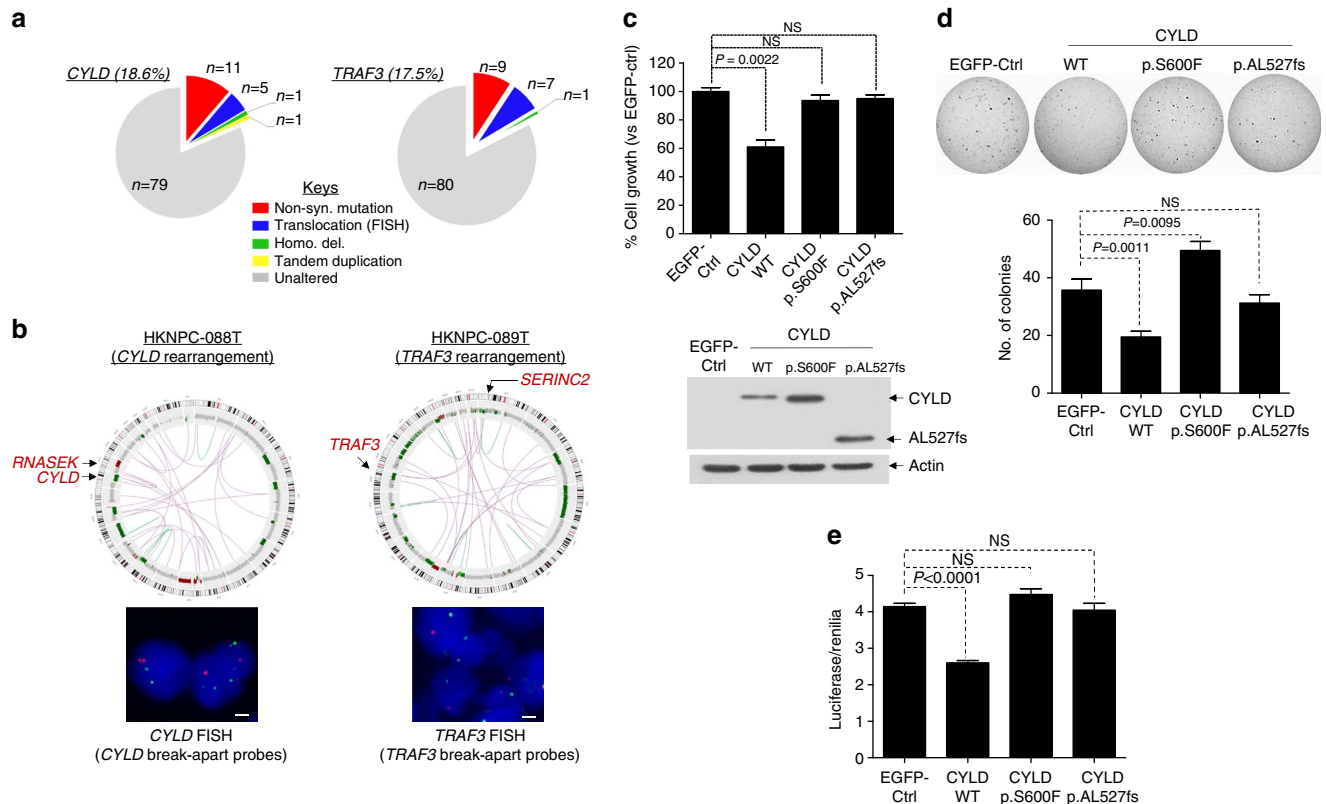 a
CYLD (18.6%)
n=11
n=5
n=1
n=1
n=79
TRAF3 (17.5%)
n=9
n=7
n=1
n=80
Keys
Non-syn. mutation
Translocation (FISH)
Homo. del.
Tandem duplication
Unaltered
b
HKNPC-088T
(CYLD rearrangement)
RNASEK
CYLD
CYLD FISH
(CYLD break-apart probes)
HKNPC-089T
(TRAF3 rearrangement)
SERINC2
TRAF3
TRAF3 FISH
(TRAF3 break-apart probes)
c
NS
NS
P = 0.0022
% Cell growth (vs EGFP-ctrl)
120
100
80
60
40
20
0
EGFP-
Ctrl
CYLD
WT
CYLD
p.S600F
CYLD
p.AL527fs
CYLD
EGFP-
Ctrl
WT
p.S600F
p.AL527fs
CYLD
AL527fs
Actin
d
CYLD
EGFP-Ctrl
WT
p.S600F
p.AL527fs
NS
P=0.0095
P=0.0011
No. of colonies
60
40
20
0
EGFP-
Ctrl
CYLD
WT
CYLD
p.S600F
CYLD
p.AL527fs
e
NS
NS
P<0.0001
Luciferase/renilia
5
4
3
2
1
0
EGFP-
Ctrl
CYLD
WT
CYLD
p.S600F
CYLD
p.AL527fs